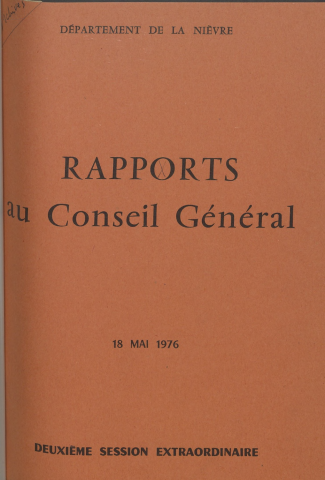 DÉPARTEMENT DE LA NIÈVRE
RAPPORTS
au Conseil Général
18 MAI 1976
DEUXIÈME SESSION EXTRAORDINAIRE